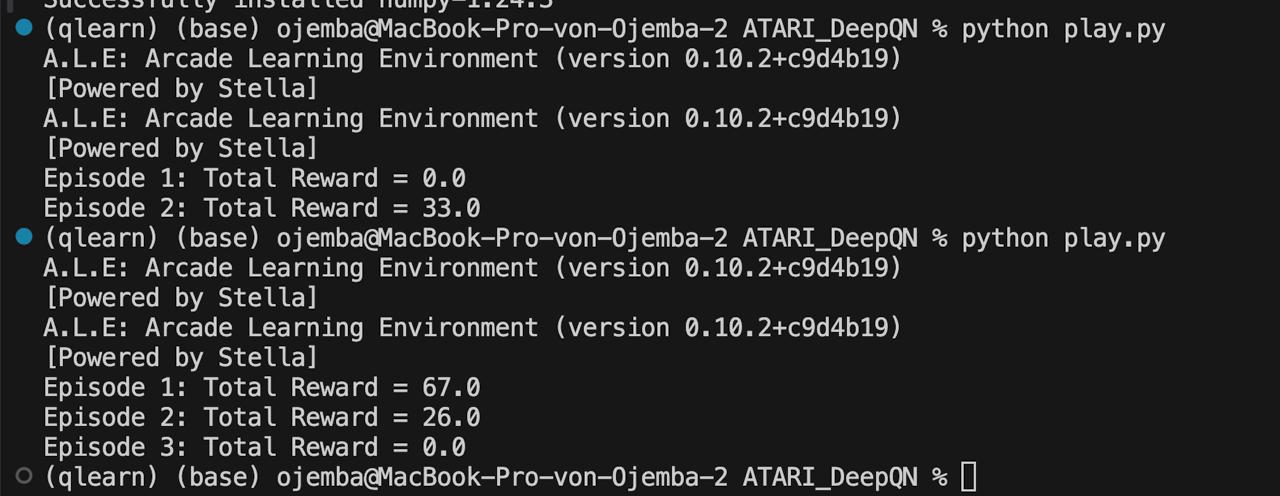 Successfully installed numpy-1.24.3
(qlearn) (base) ojemba@MacBook-Pro-von-Ojemba-2 ATARI_DeepQN % python play.py
A.L.E: Arcade Learning Environment (version 0.10.2+c9d4b19)
[Powered by Stella]
A.L.E: Arcade Learning Environment (version 0.10.2+c9d4b19)
[Powered by Stella]
Episode 1: Total Reward = 0.0
Episode 2: Total Reward = 33.0
(qlearn) (base) ojemba@MacBook-Pro-von-Ojemba-2 ATARI_DeepQN % python play.py
A.L.E: Arcade Learning Environment (version 0.10.2+c9d4b19)
[Powered by Stella]
A.L.E: Arcade Learning Environment (version 0.10.2+c9d4b19)
[Powered by Stella]
Episode 1: Total Reward = 67.0
Episode 2: Total Reward = 26.0
Episode 3: Total Reward = 0.0
(qlearn) (base) ojemba@MacBook-Pro-von-Ojemba-2 ATARI_DeepQN %